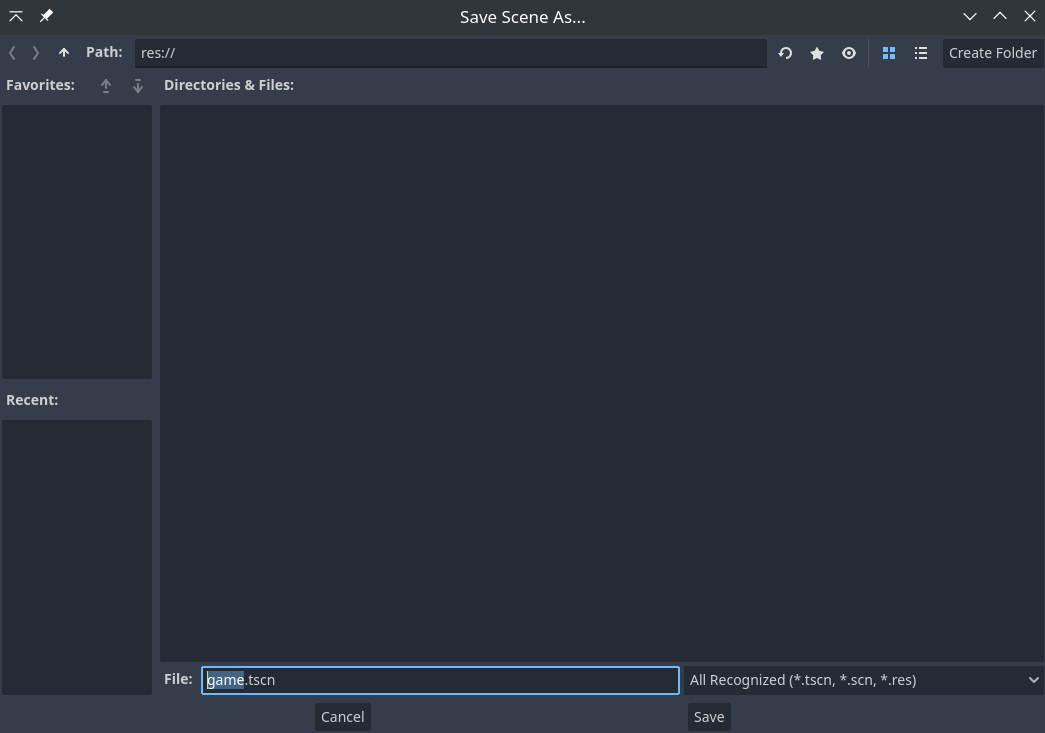 Save Scene As...
Path: res:// Create Folder
Favorites: Directories & Files:
Recent:
File: game.tscn All Recognized (*.tscn, *.scn, *.res)
Cancel Save